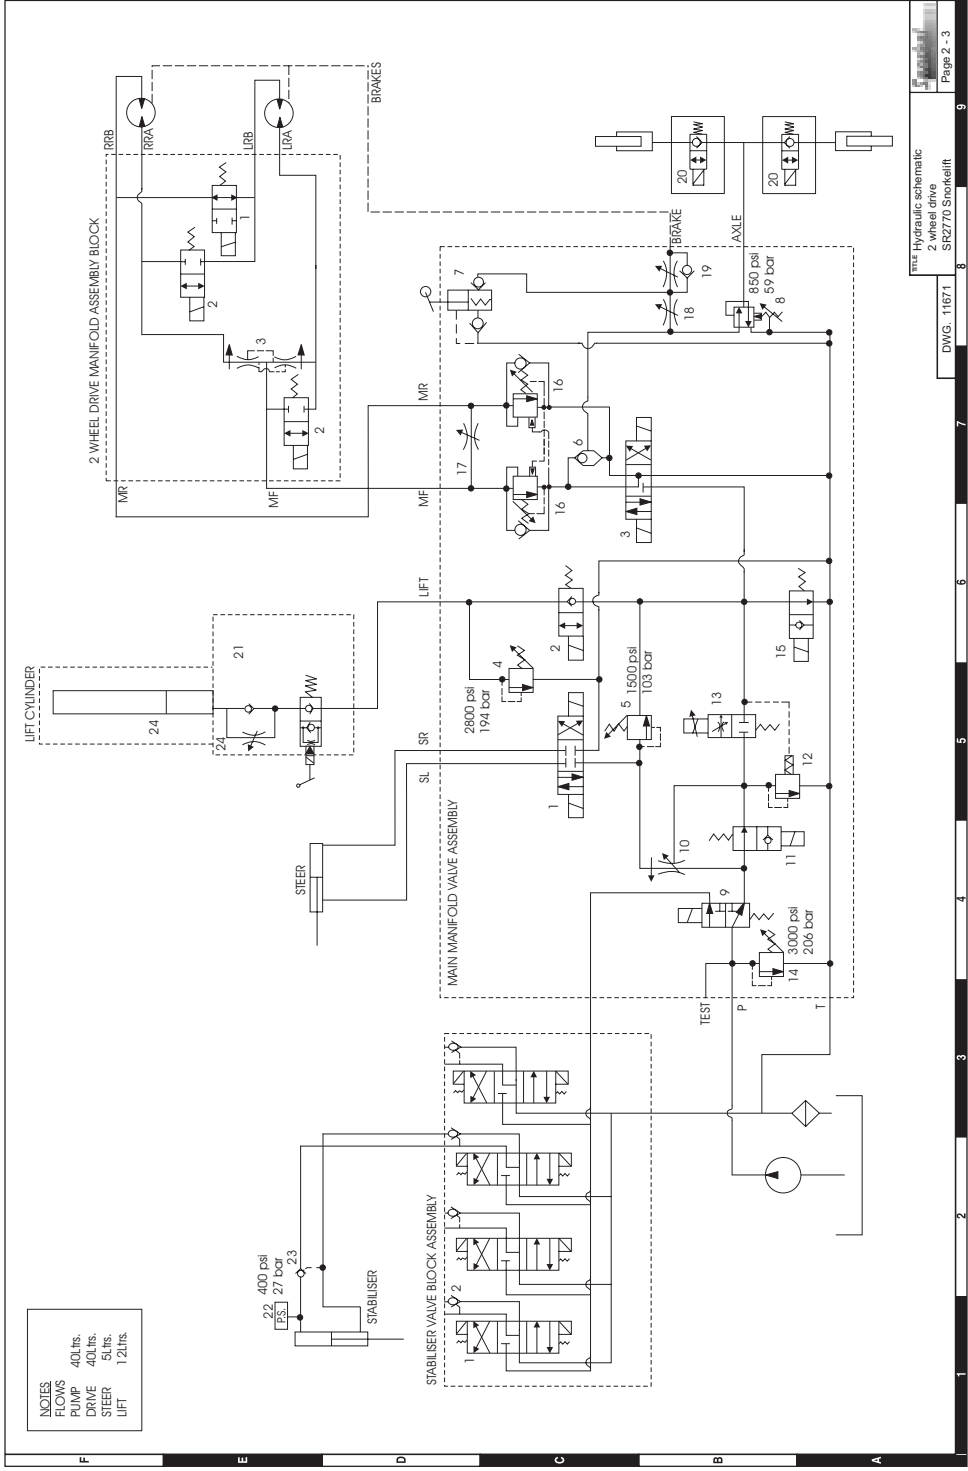 NOTES
FLOWS
PUMP 40Ltrs.
DRIVE 40Ltrs.
STEER 5Ltrs.
LIFT 12Ltrs.
22
P.S.
400 psi
27 bar
23
STABILISER
STABILISER VALVE BLOCK ASSEMBLY
1
2
STEER
LIFT CYLINDER
24
24
21
2 WHEEL DRIVE MANIFOLD ASSEMBLY BLOCK
MR
MF
2
3
2
1
RRB
RRA
LRB
LRA
BRAKES
MAIN MANIFOLD VALVE ASSEMBLY
SL
SR
LIFT
MF
MR
BRAKE
AXLE
TEST
P
T
2800 psi
194 bar
4
1
2
5
1500 psi
103 bar
3
6
16
16
17
7
18
19
850 psi
59 bar
8
20
20
9
10
11
12
13
14
3000 psi
206 bar
15
F
E
D
C
B
A
1
2
3
4
5
6
7
8
9
DWG. 11671
TITLE Hydraulic schematic
2 wheel drive
SR2770 Snorkelift
Page 2 - 3